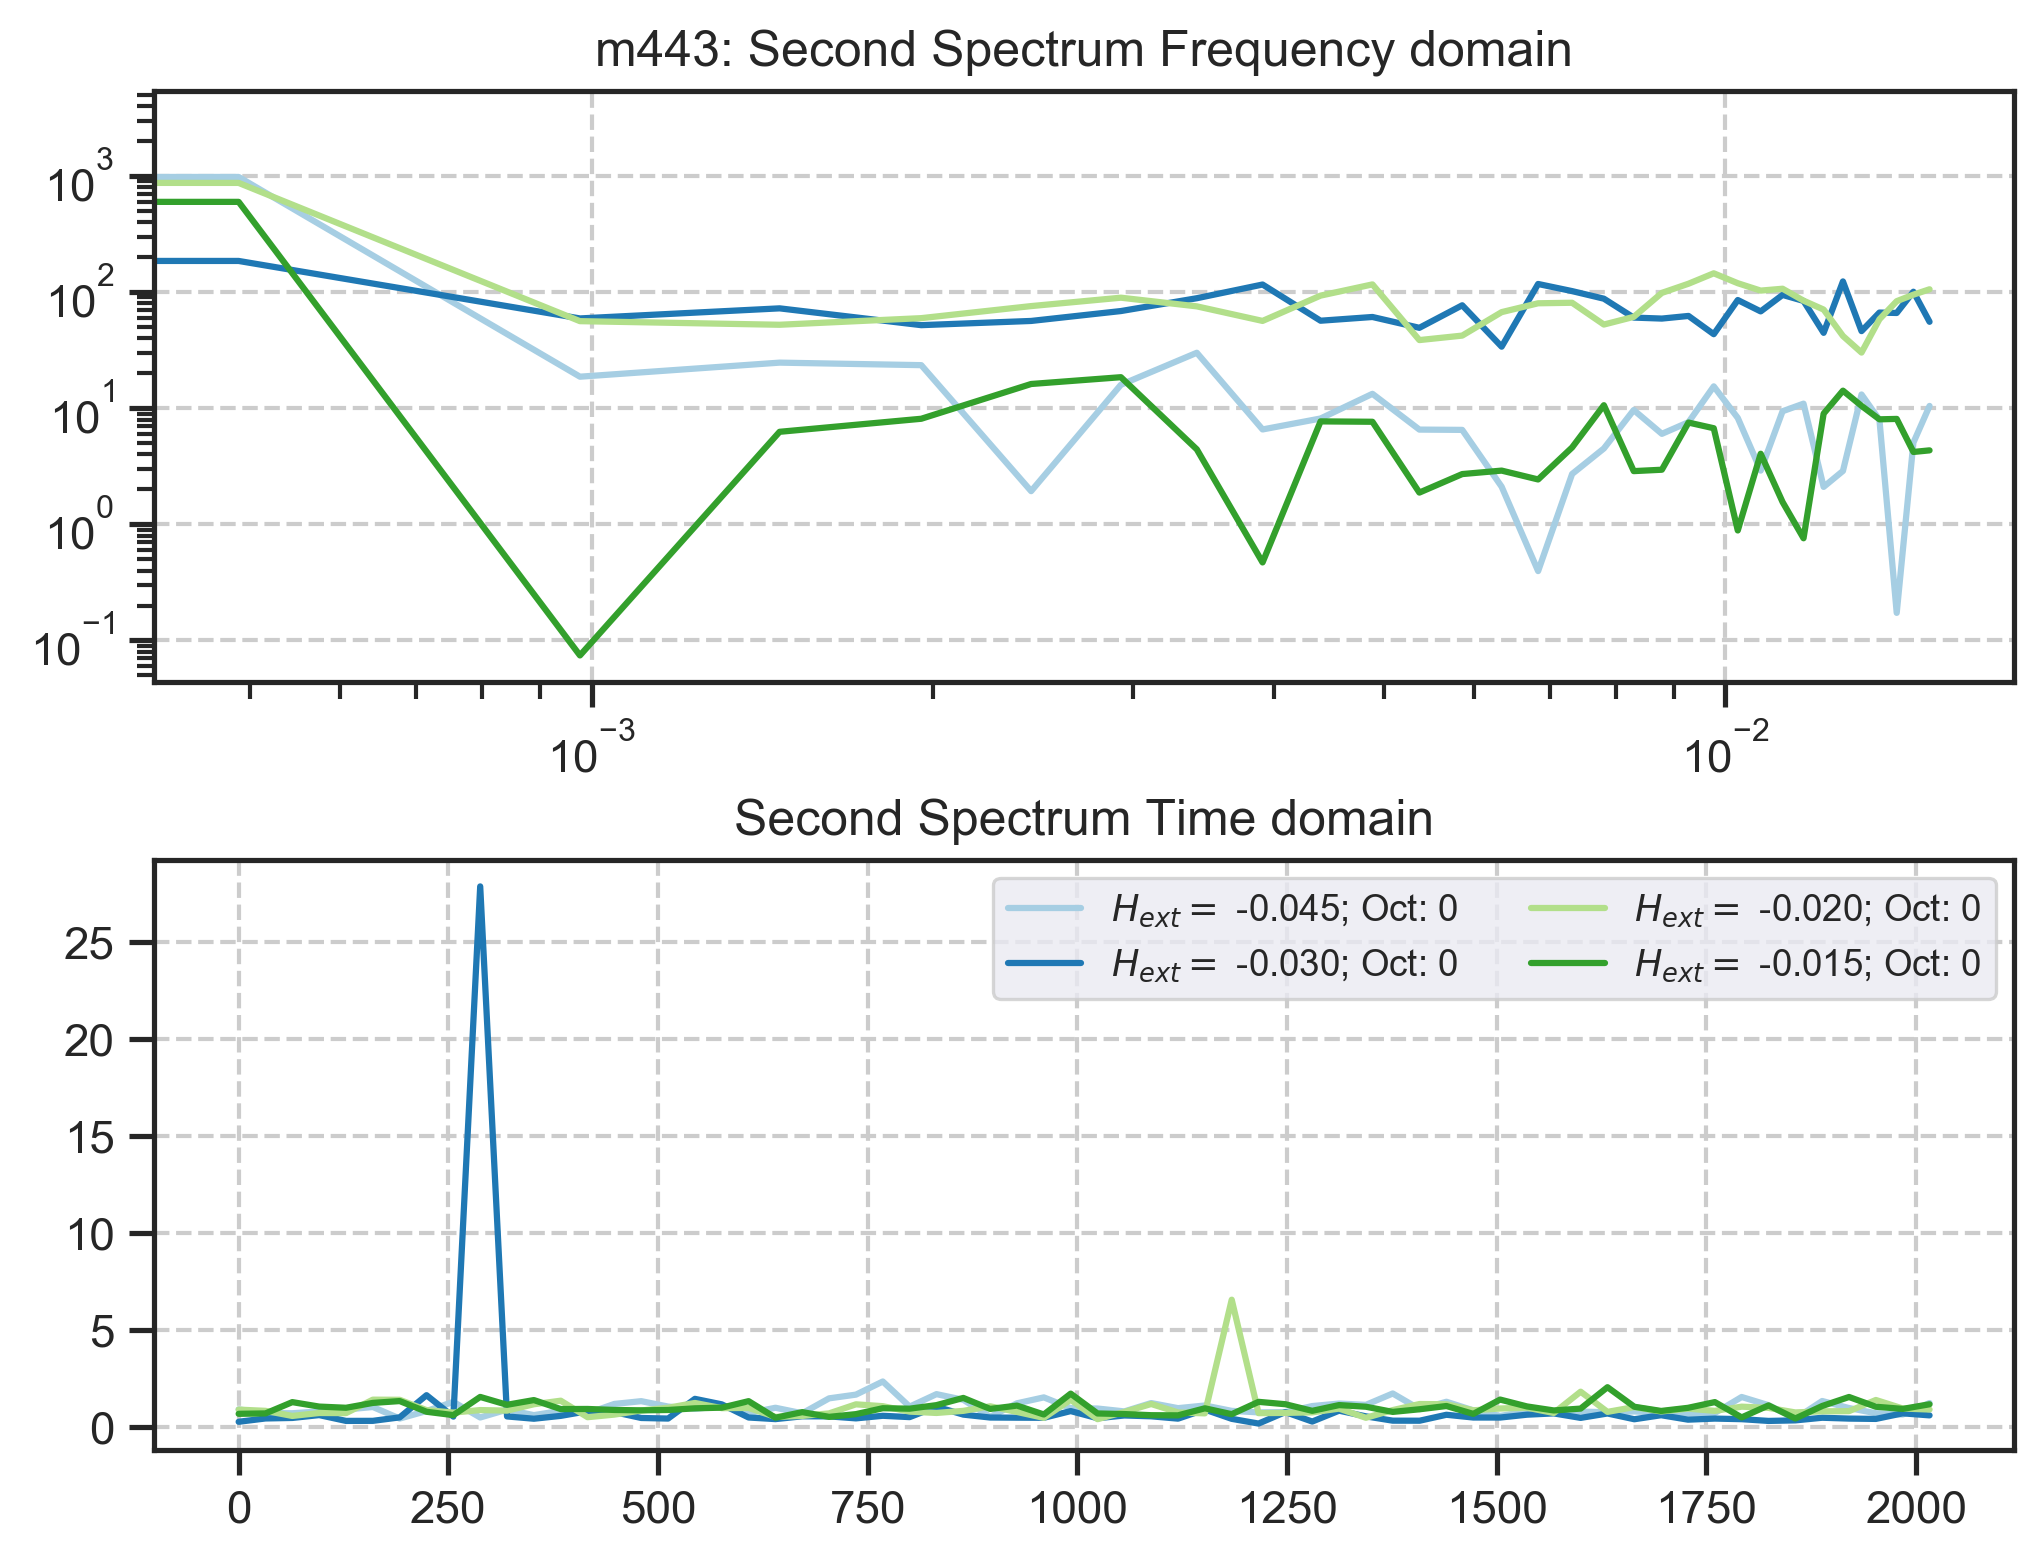 m443: Second Spectrum Frequency domain
10^3
10^2
10^1
10^0
10^−1
10^−3 10^−2
Second Spectrum Time domain
H_ext = -0.045; Oct: 0 H_ext = -0.020; Oct: 0
H_ext = -0.030; Oct: 0 H_ext = -0.015; Oct: 0
25
20
15
10
5
0
0 250 500 750 1000 1250 1500 1750 2000